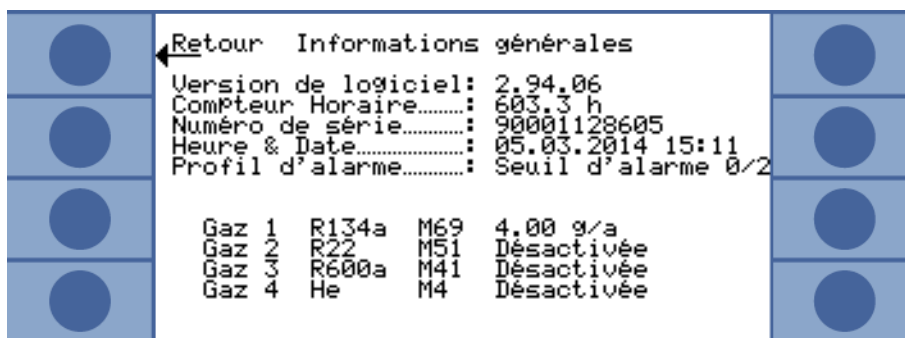 Retour Informations générales
Version de logiciel: 2.94.06
Compteur Horaire........: 603.3 h
Numéro de série..........: 90001128605
Heure & Date...............: 05.03.2014 15:11
Profil d'alarme...........: Seuil d'alarme 0/2
Gaz 1 R134a M69 4.00 g/a
Gaz 2 R22 M51 Désactivée
Gaz 3 R600a M41 Désactivée
Gaz 4 He M4 Désactivée